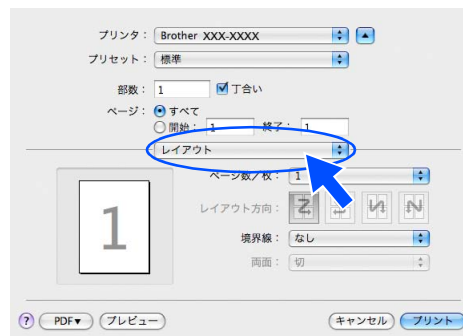 プリンタ： Brother XXX-XXXX
プリセット： 標準
部数： 1 丁合い
ページ： すべて
開始： 1 終了： 1
レイアウト
ページ数／枚： 1
1
レイアウト方向：
境界線： なし
両面： 切
? PDF▼ プレビュー キャンセル プリント